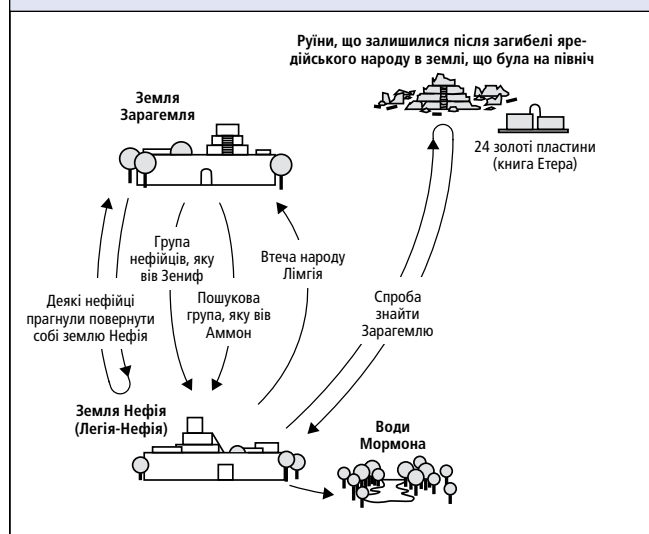 Руїни, що залишилися після загибелі яре-
дійського народу в землі, що була на північ
Земля
Зарагемля
24 золоті пластини
(книга Етера)
Група
нефійців, яку
вів Зениф
Втеча народу
Лімгія
Деякі нефійці
прагнули повернути
собі землю Нефія
Пошукова
група, яку вів
Аммон
Спроба
знайти
Зарагемлю
Земля Нефія
(Легія-Нефія)
Води
Мормона